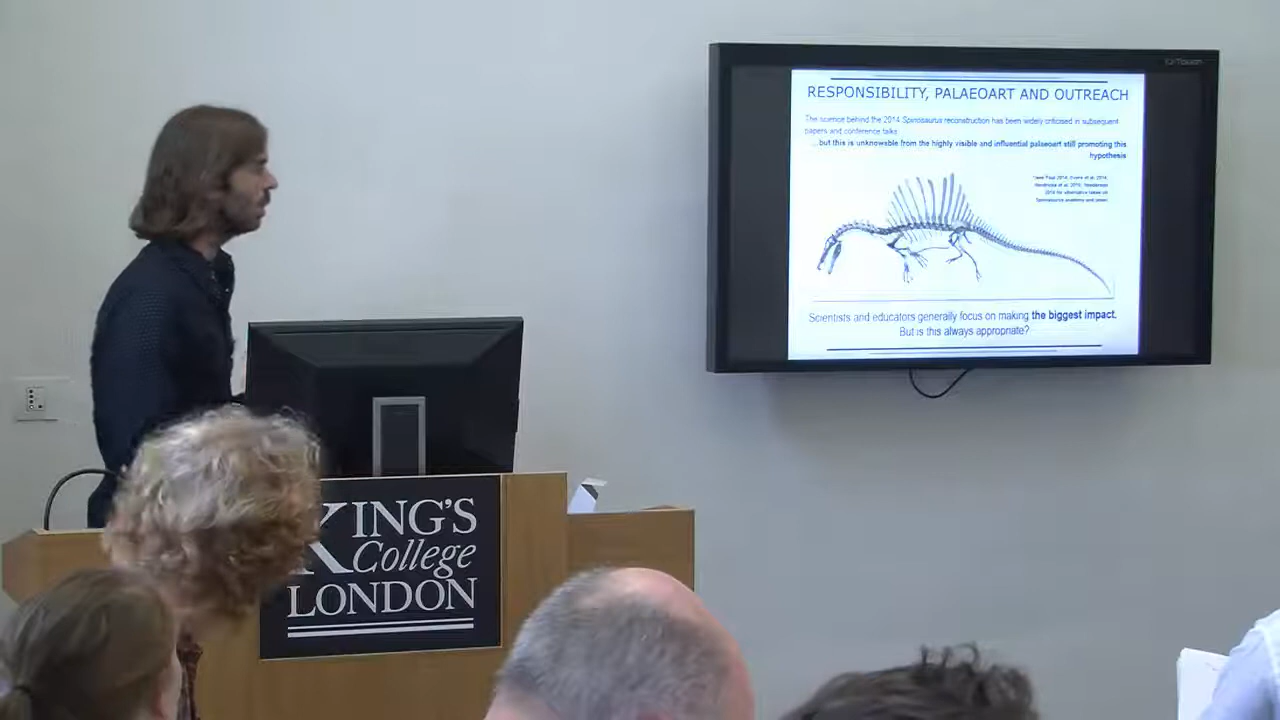 RESPONSIBILITY, PALAEOART AND OUTREACH
The science behind the 2014 Spinosaurus reconstruction has been widely criticised in subsequent
papers and conference talks
...but this is unknowable from the highly visible and influential palaeoart still promoting this
hypothesis
Scientists and educators generally focus on making the biggest impact.
But is this always appropriate?
KING'S
College
LONDON